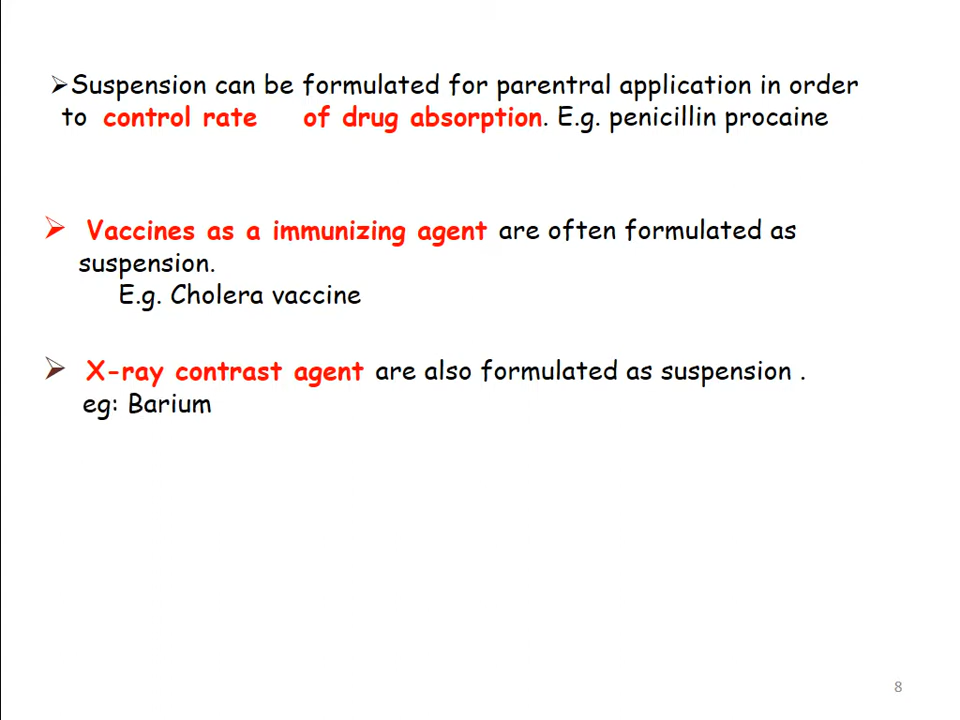 ➢Suspension can be formulated for parentral application in order
to control rate of drug absorption. E.g. penicillin procaine
➢ Vaccines as a immunizing agent are often formulated as
suspension.
E.g. Cholera vaccine
➢ X-ray contrast agent are also formulated as suspension .
eg: Barium
8